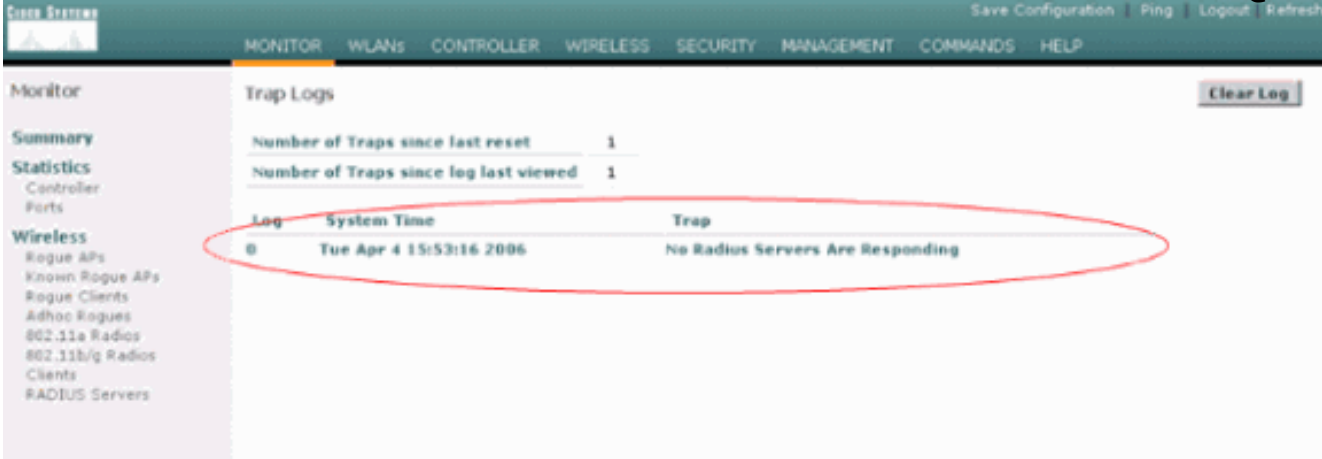 Cisco Systems
Save Configuration | Ping | Logout | Refresh
MONITOR WLANs CONTROLLER WIRELESS SECURITY MANAGEMENT COMMANDS HELP
Monitor
Summary
Statistics
Controller
Ports
Wireless
Rogue APs
Known Rogue APs
Rogue Clients
Adhoc Rogues
802.11a Radios
802.11b/g Radios
Clients
RADIUS Servers
Trap Logs
Clear Log
Number of Traps since last reset 1
Number of Traps since log last viewed 1
Log System Time Trap
0 Tue Apr 4 15:53:16 2006 No Radius Servers Are Responding